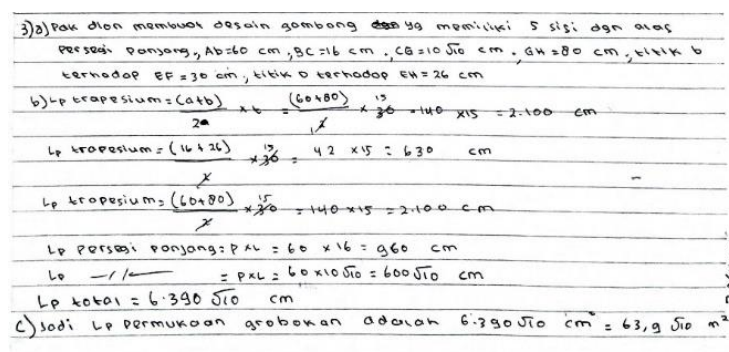 3) a) Pak dion membuat desain gambang yg memiliki 5 sisi dgn alas
persegi panjang, Ab=60 cm, BC=16 cm. CG=10√10 cm. GH=80 cm, titik b
terhadap EF=30 cm, titik D terhadap EH=26 cm
b) Lp trapesium = (a+b)/2 × t = (60+80)/2 × 30 15 = 140 × 15 = 2.100 cm
Lp trapesium = (16+26)/2 × 30 15 = 42 × 15 = 630 cm
Lp trapesium = (60+80)/2 × 30 15 = 140 × 15 = 2.100 cm
Lp Persegi panjang = P×L = 60 × 16 = 960 cm
Lp —//— = P×L = 60×10√10 = 600√10 cm
Lp total = 6.390 √10 cm
C) Jadi Lp permukaan grobokan adalah 6.390√10 cm² = 63,9 √10 m²